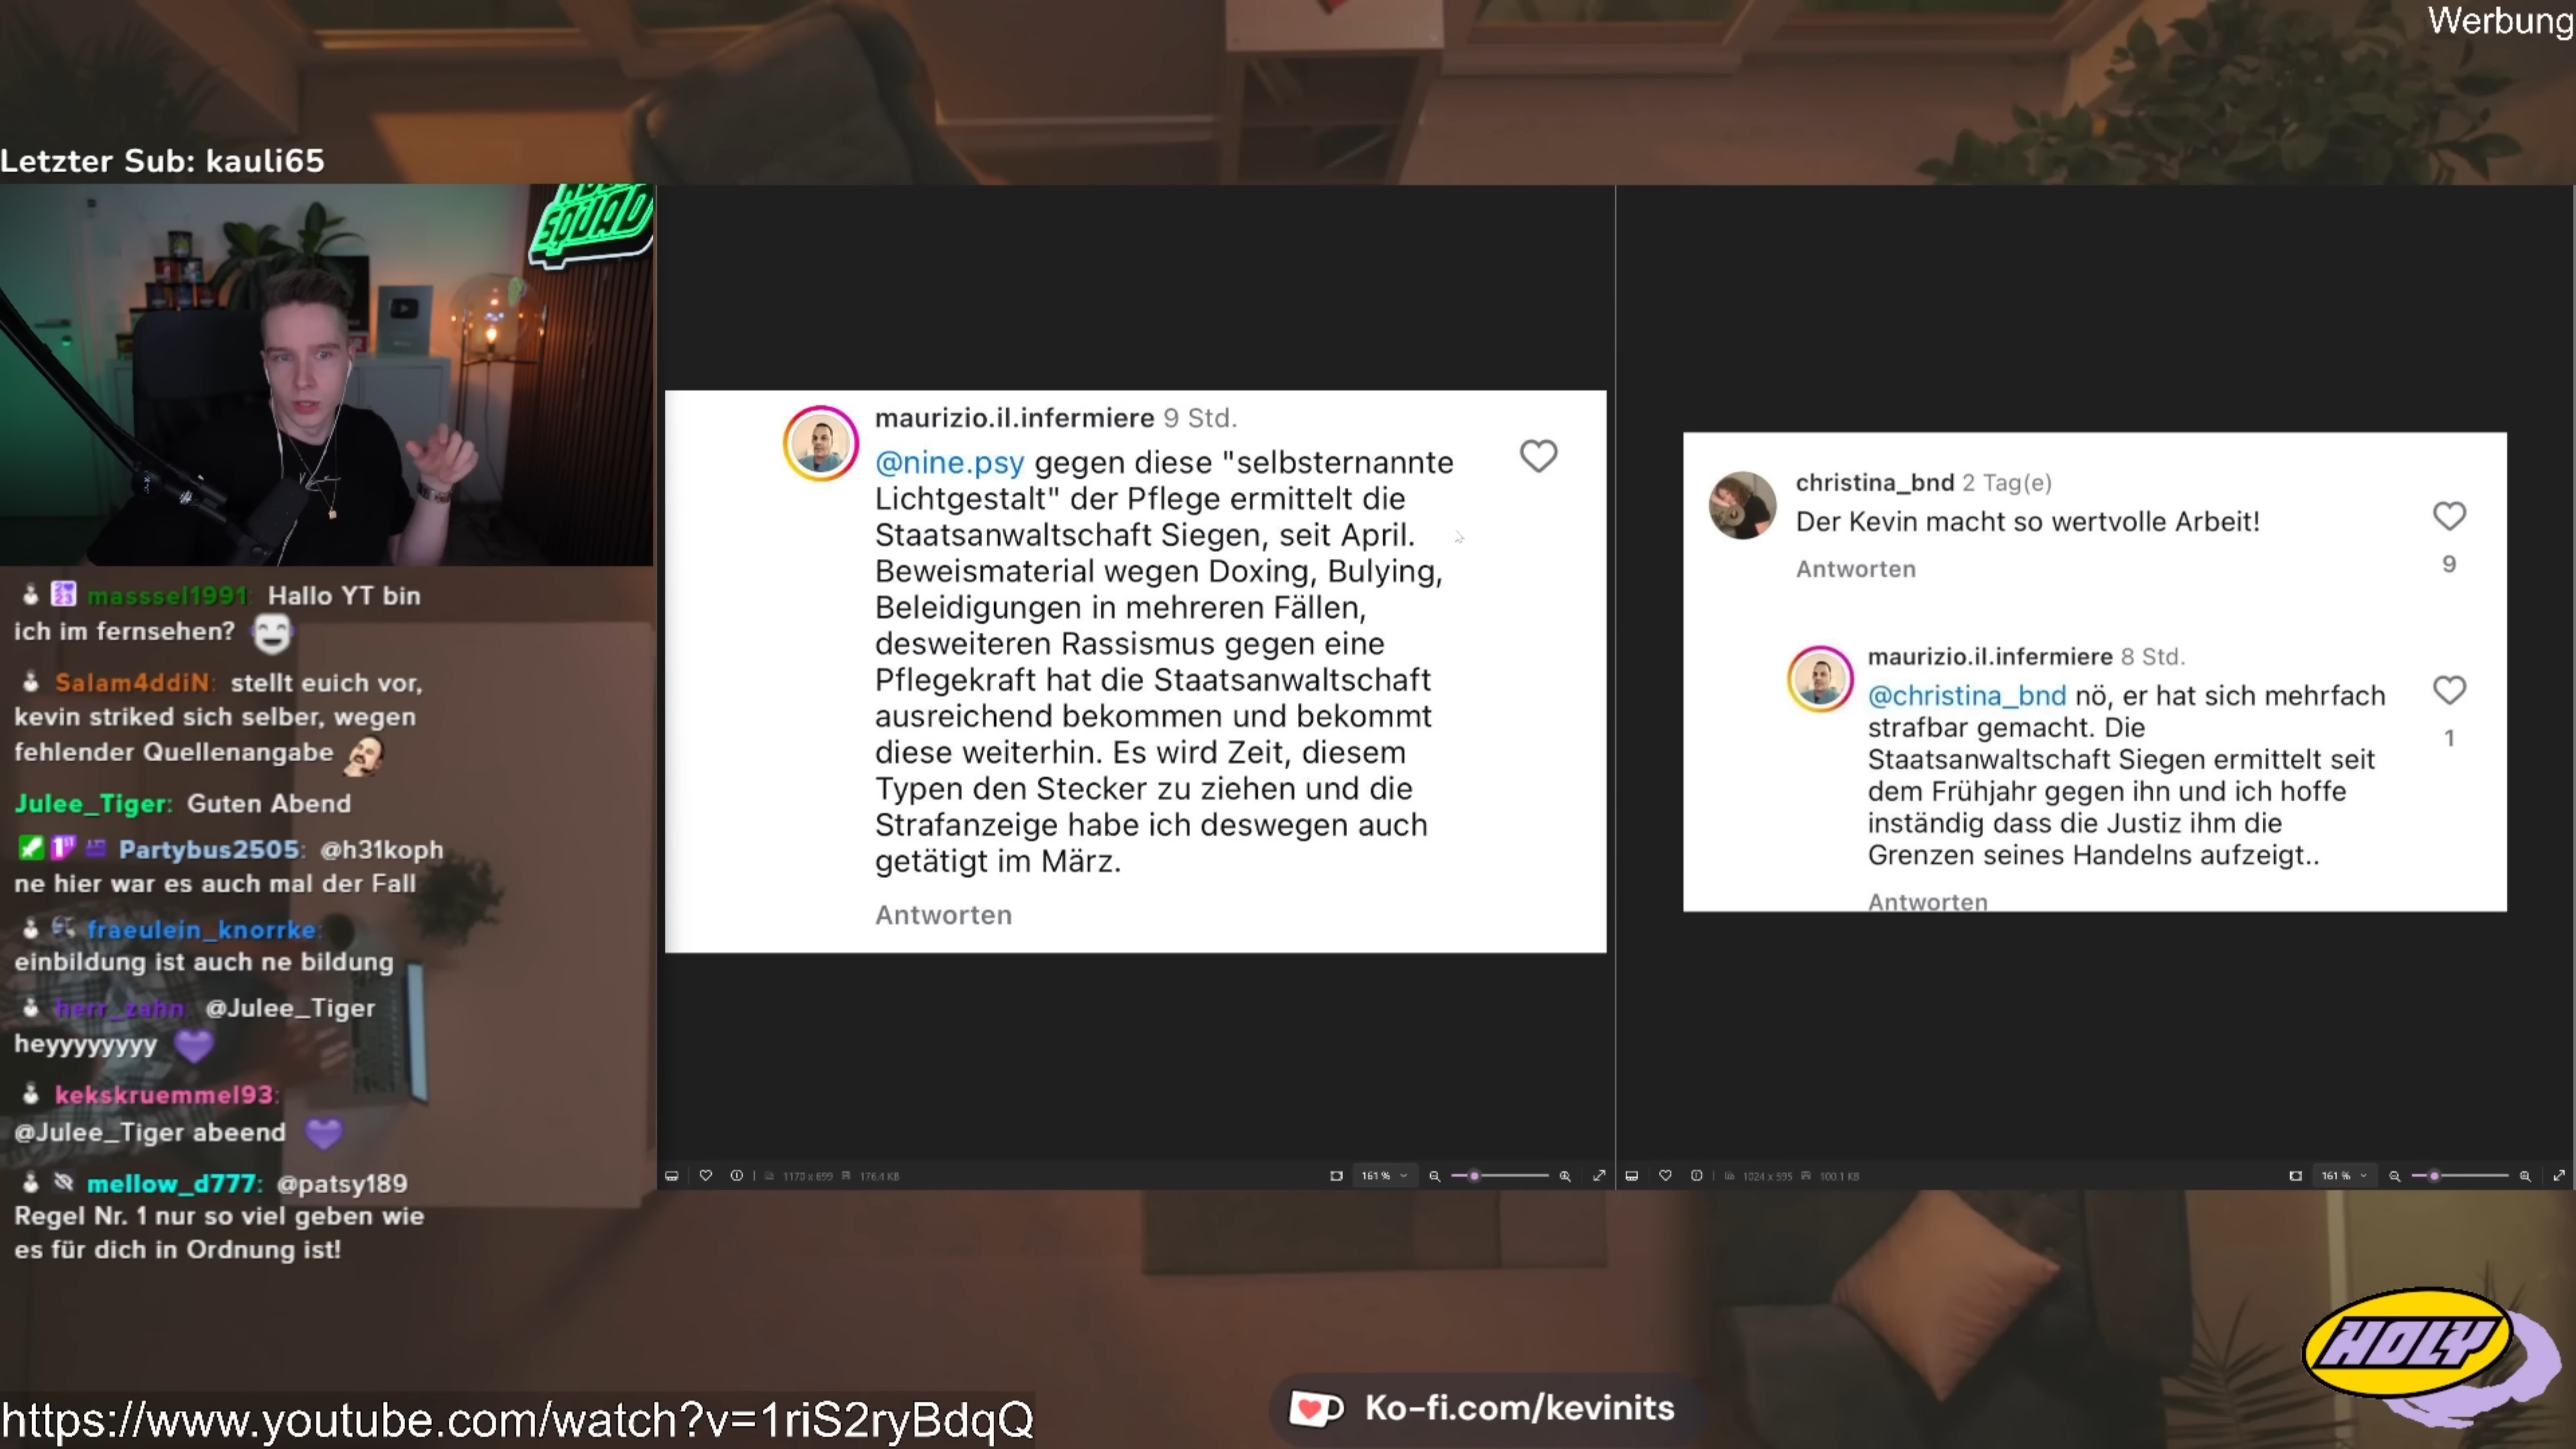 Werbung
Letzter Sub: kauli65
SQUAD
masssel1991: Hallo YT bin
ich im fernsehen?
Salam4ddiN: stellt euich vor,
kevin striked sich selber, wegen
fehlender Quellenangabe
Julee_Tiger: Guten Abend
Partybus2505: @h31koph
ne hier war es auch mal der Fall
fraeulein_knorrke:
einbildung ist auch ne bildung
herr_zahn: @Julee_Tiger
heyyyyyyyy
kekskruemmel93:
@Julee_Tiger abeend
mellow_d777: @patsy189
Regel Nr. 1 nur so viel geben wie
es für dich in Ordnung ist!
maurizio.il.infermiere 9 Std.
@nine.psy gegen diese "selbsternannte
Lichtgestalt" der Pflege ermittelt die
Staatsanwaltschaft Siegen, seit April.
Beweismaterial wegen Doxing, Bulying,
Beleidigungen in mehreren Fällen,
desweiteren Rassismus gegen eine
Pflegekraft hat die Staatsanwaltschaft
ausreichend bekommen und bekommt
diese weiterhin. Es wird Zeit, diesem
Typen den Stecker zu ziehen und die
Strafanzeige habe ich deswegen auch
getätigt im März.
Antworten
1170 x 699 176.4 KB
161 %
christina_bnd 2 Tag(e)
Der Kevin macht so wertvolle Arbeit!
9
Antworten
maurizio.il.infermiere 8 Std.
@christina_bnd nö, er hat sich mehrfach
strafbar gemacht. Die
1
Staatsanwaltschaft Siegen ermittelt seit
dem Frühjahr gegen ihn und ich hoffe
inständig dass die Justiz ihm die
Grenzen seines Handelns aufzeigt..
Antworten
1024 x 595 100.1 KB
161 %
https://www.youtube.com/watch?v=1riS2ryBdqQ
Ko-fi.com/kevinits
HOLY